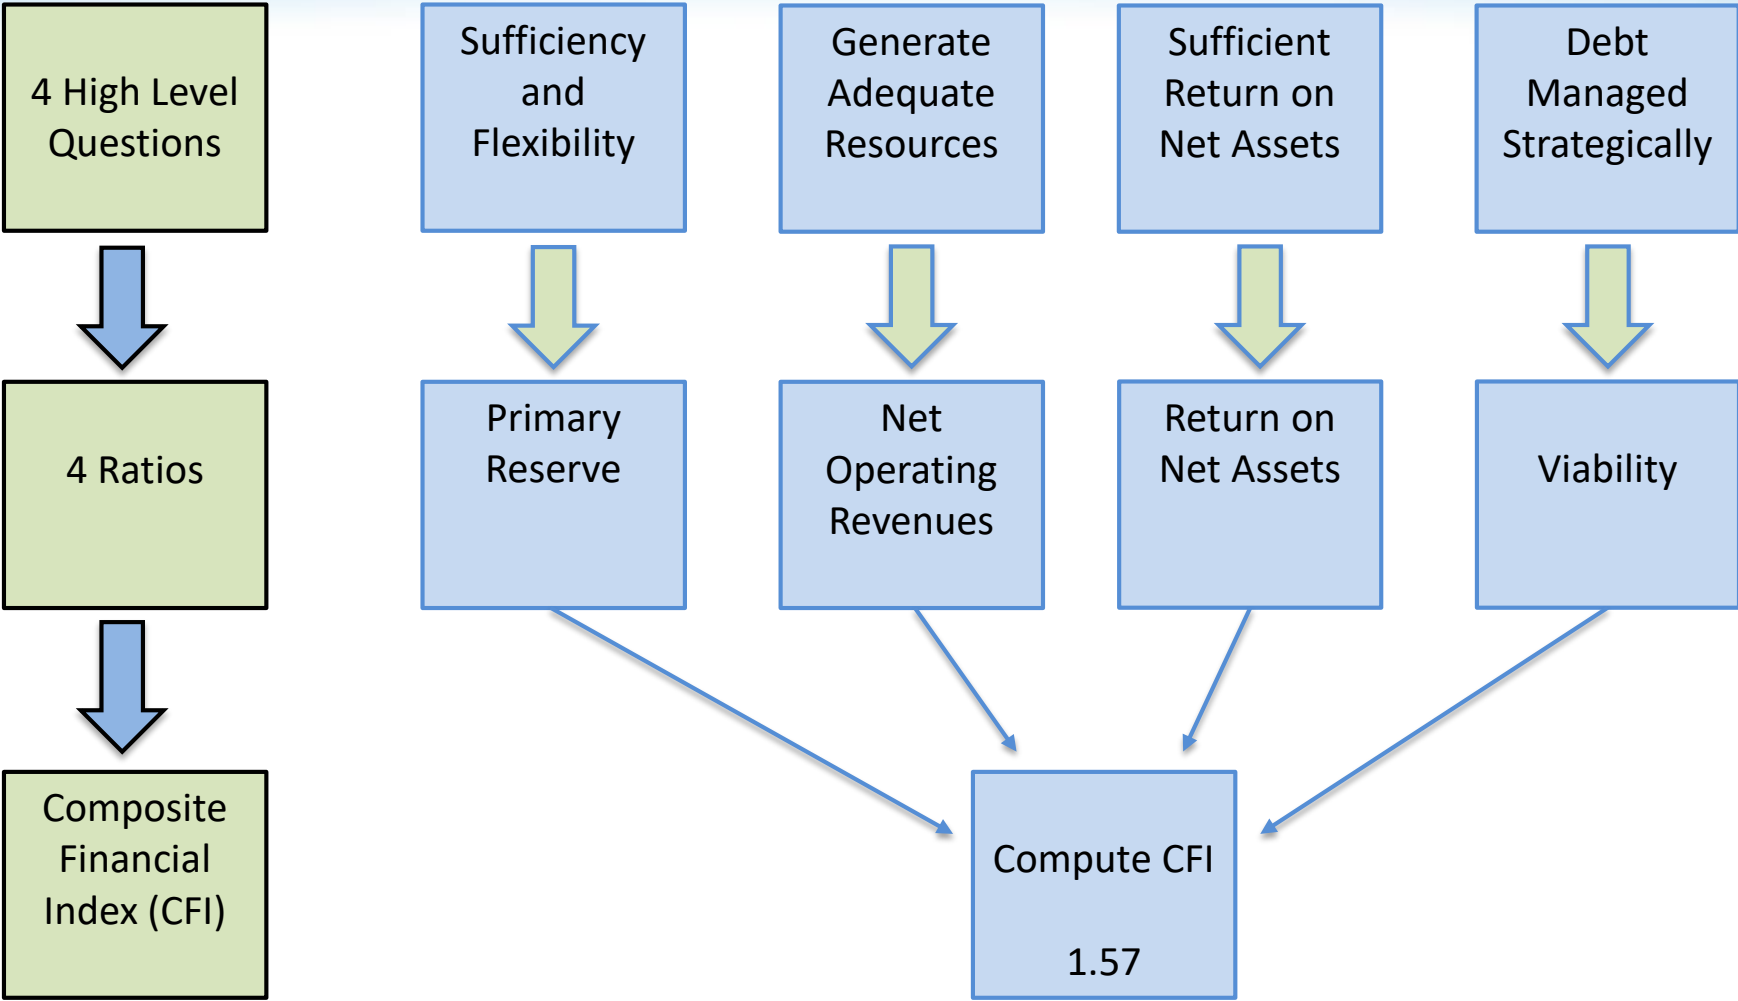 4 High Level
Questions
Sufficiency
and
Flexibility
Generate
Adequate
Resources
Sufficient
Return on
Net Assets
Debt
Managed
Strategically
4 Ratios
Primary
Reserve
Net
Operating
Revenues
Return on
Net Assets
Viability
Composite
Financial
Index (CFI)
Compute CFI
1.57